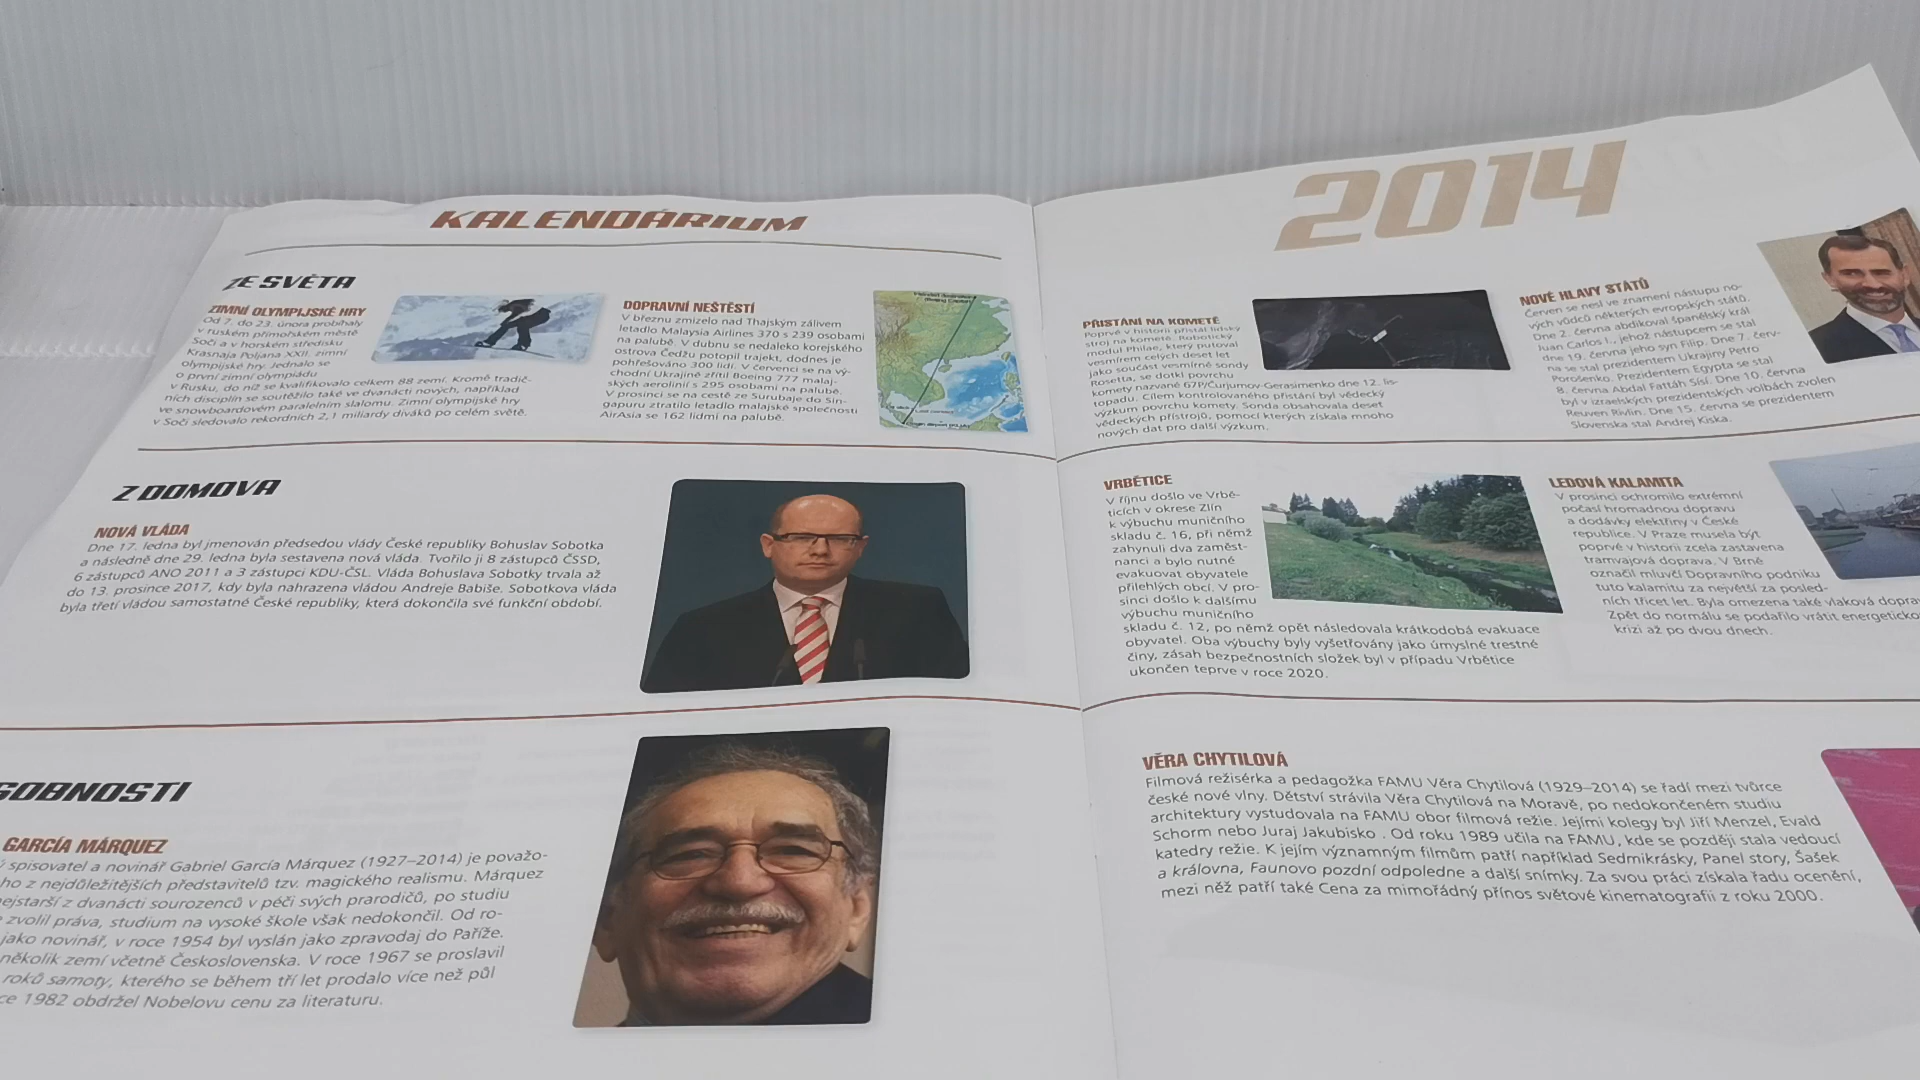 KALENDÁRIUM
2014
ZE SVĚTA
ZIMNÍ OLYMPIJSKÉ HRY
Od 7. do 23. února probíhaly
v ruském přímořském městě
Soči a v horském středisku
Krasnaja Poljana XXII. zimní
olympijské hry. Jednalo se
o první zimní olympiádu
v Rusku, do níž se kvalifikovalo celkem 88 zemí. Kromě tradič-
ních disciplín se soutěžilo také ve dvanácti nových, například
ve snowboardovém paralelním slalomu. Zimní olympijské hry
v Soči sledovalo rekordních 2,1 miliardy diváků po celém světě.
DOPRAVNÍ NEŠTĚSTÍ
V březnu zmizelo nad Thajským zálivem
letadlo Malaysia Airlines 370 s 239 osobami
na palubě. V dubnu se nedaleko korejského
ostrova Čedžu potopil trajekt, dodnes je
pohřešováno 300 lidí. V červenci se na vý-
chodní Ukrajině zřítil Boeing 777 malaj-
ských aerolinií s 295 osobami na palubě.
V prosinci se na cestě ze Surabaje do Sin-
gapuru ztratilo letadlo malajské společnosti
AirAsia se 162 lidmi na palubě.
PŘISTÁNÍ NA KOMETĚ
Poprvé v historii přistál lidský
stroj na kometě. Robotický
modul Philae, který putoval
vesmírem celých deset let
jako součást vesmírné sondy
Rosetta, se dotkl povrchu
komety nazvané 67P/Čurjumov-Gerasimenko dne 12. lis-
topadu. Cílem kontrolovaného přistání byl vědecký
výzkum povrchu komety. Sonda obsahovala deset
vědeckých přístrojů, pomocí kterých získala mnoho
nových dat pro další výzkum.
NOVÉ HLAVY STÁTŮ
Červen se nesl ve znamení nástupu no-
vých vůdců některých evropských států.
Dne 2. června abdikoval španělský král
Juan Carlos I., jehož nástupcem se stal
dne 19. června jeho syn Filip. Dne 7. červ-
na se stal prezidentem Ukrajiny Petro
Porošenko. Prezidentem Egypta se stal
8. června Abdal Fattáh Sísí. Dne 10. června
byl v izraelských prezidentských volbách zvolen
Reuven Rivlin. Dne 15. června se prezidentem
Slovenska stal Andrej Kiska.
Z DOMOVA
NOVÁ VLÁDA
Dne 17. ledna byl jmenován předsedou vlády České republiky Bohuslav Sobotka
a následně dne 29. ledna byla sestavena nová vláda. Tvořilo ji 8 zástupců ČSSD,
6 zástupců ANO 2011 a 3 zástupci KDU-ČSL. Vláda Bohuslava Sobotky trvala až
do 13. prosince 2017, kdy byla nahrazena vládou Andreje Babiše. Sobotkova vláda
byla třetí vládou samostatné České republiky, která dokončila své funkční období.
VRBĚTICE
V říjnu došlo ve Vrbě-
ticích v okrese Zlín
k výbuchu muničního
skladu č. 16, při němž
zahynuli dva zaměst-
nanci a bylo nutné
evakuovat obyvatele
přilehlých obcí. V pro-
sinci došlo k dalšímu
výbuchu muničního
skladu č. 12, po němž opět následovala krátkodobá evakuace
obyvatel. Oba výbuchy byly vyšetřovány jako úmyslné trestné
činy, zásah bezpečnostních složek byl v případu Vrbětice
ukončen teprve v roce 2020.
LEDOVÁ KALAMITA
V prosinci ochromilo extrémní
počasí hromadnou dopravu
a dodávky elektřiny v České
republice. V Praze musela být
poprvé v historii zcela zastavena
tramvajová doprava. V Brně
označil mluvčí Dopravního podniku
tuto kalamitu za největší za posled-
ních třicet let. Byla omezena také vlaková doprav
Zpět do normálu se podařilo vrátit energeticko
krizi až po dvou dnech.
SOBNOSTI
GARCÍA MÁRQUEZ
spisovatel a novinář Gabriel García Márquez (1927–2014) je považo-
ho z nejdůležitějších představitelů tzv. magického realismu. Márquez
ejstarší z dvanácti sourozenců v péči svých prarodičů, po studiu
zvolil práva, studium na vysoké škole však nedokončil. Od ro-
jako novinář, v roce 1954 byl vyslán jako zpravodaj do Paříže.
několik zemí včetně Československa. V roce 1967 se proslavil
roků samoty, kterého se během tří let prodalo více než půl
ce 1982 obdržel Nobelovu cenu za literaturu.
VĚRA CHYTILOVÁ
Filmová režisérka a pedagožka FAMU Věra Chytilová (1929–2014) se řadí mezi tvůrce
české nové vlny. Dětství strávila Věra Chytilová na Moravě, po nedokončeném studiu
architektury vystudovala na FAMU obor filmová režie. Jejími kolegy byl Jiří Menzel, Evald
Schorm nebo Juraj Jakubisko . Od roku 1989 učila na FAMU, kde se později stala vedoucí
katedry režie. K jejím významným filmům patří například Sedmikrásky, Panel story, Šašek
a královna, Faunovo pozdní odpoledne a další snímky. Za svou práci získala řadu ocenění,
mezi něž patří také Cena za mimořádný přínos světové kinematografii z roku 2000.